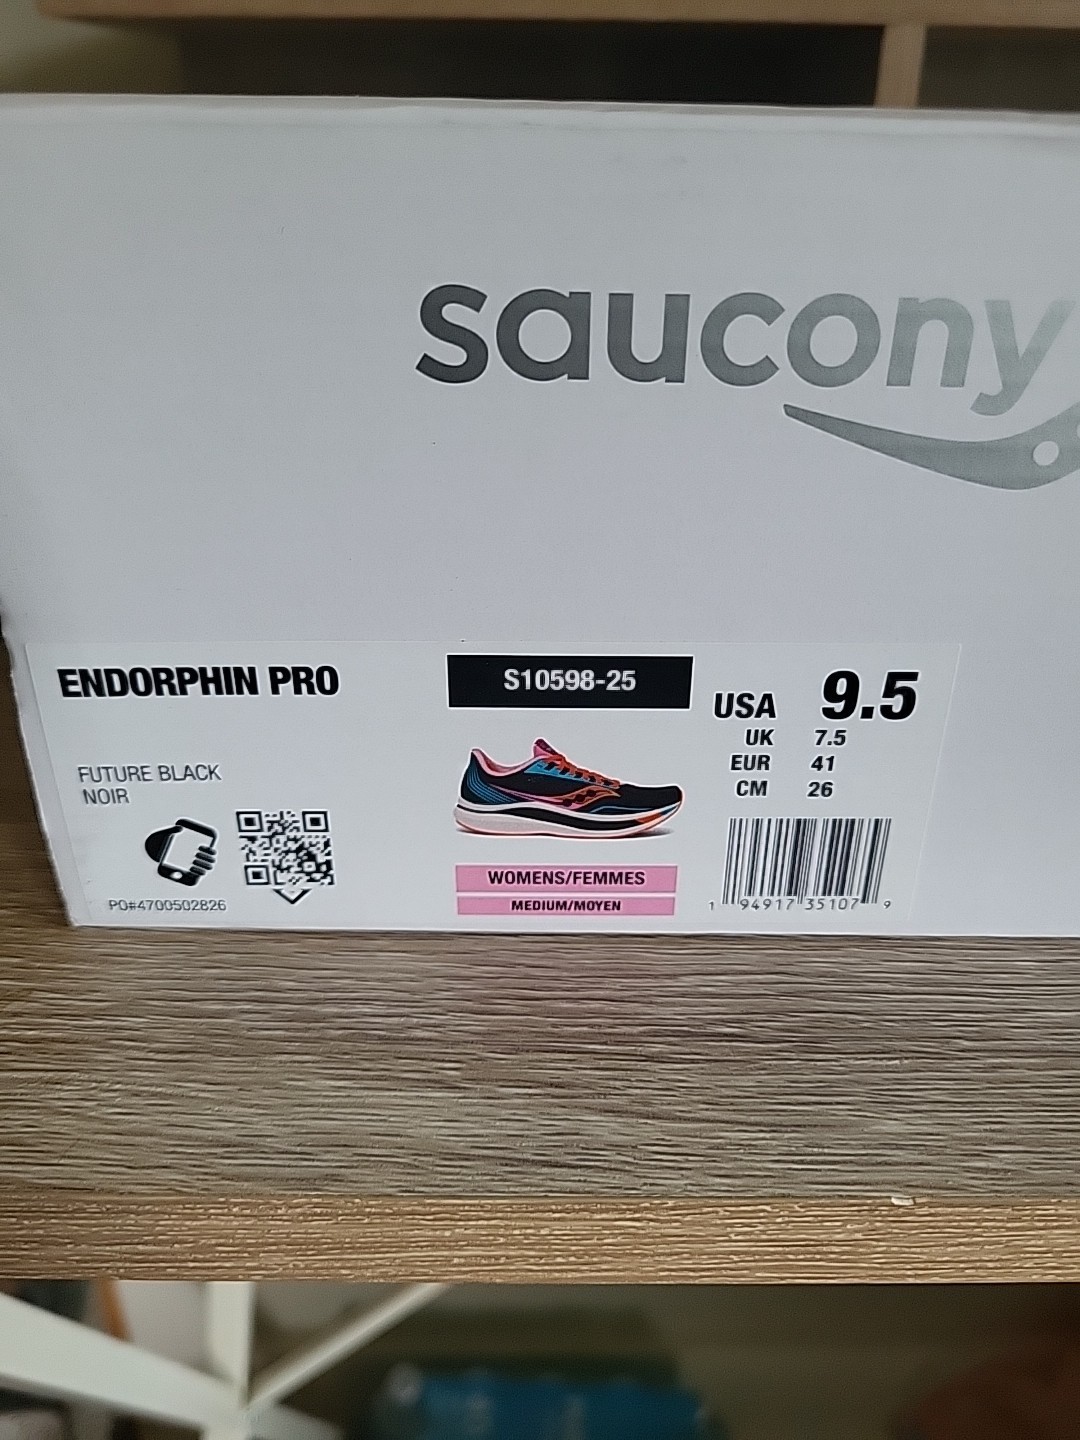 saucony
ENDORPHIN PRO
S10598-25
USA 9.5
UK 7.5
EUR 41
CM 26
FUTURE BLACK
NOIR
WOMENS/FEMMES
MEDIUM/MOYEN
PO#4700502826
1 94917 35107 9